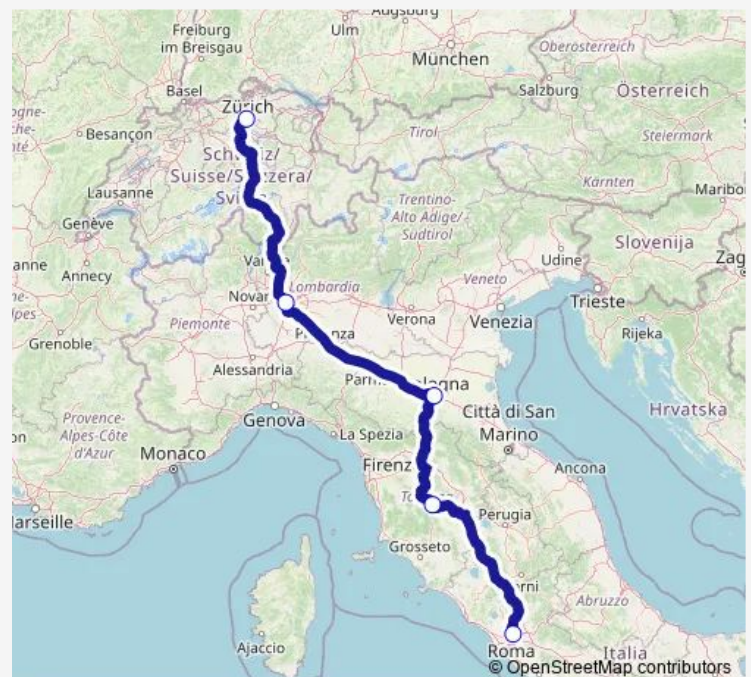 Augsburg
Freiburg
im Breisgau
Ulm
München
Oberösterreich
Salzburg
Österreich
Basel
Zürich
Besançon
Tirol
Steiermark
Suisse/
Kärnten
Lausanne
Trentino-
Alto Adige/
Südtirol
Genève
Slovenija
Annecy
Udine
Lombardia
Veneto
Trieste
Piemonte
Verona
Venezia
Rijeka
Grenoble
Alessandria
Genova
Città di San
Marino
Hrvatska
Provence-
Alpes-Côte
d'Azur
La Spezia
Monaco
Firenz
Ancona
Perugia
Grosseto
Abruzzo
Ajaccio
Roma
Italia
© OpenStreetMap contributors